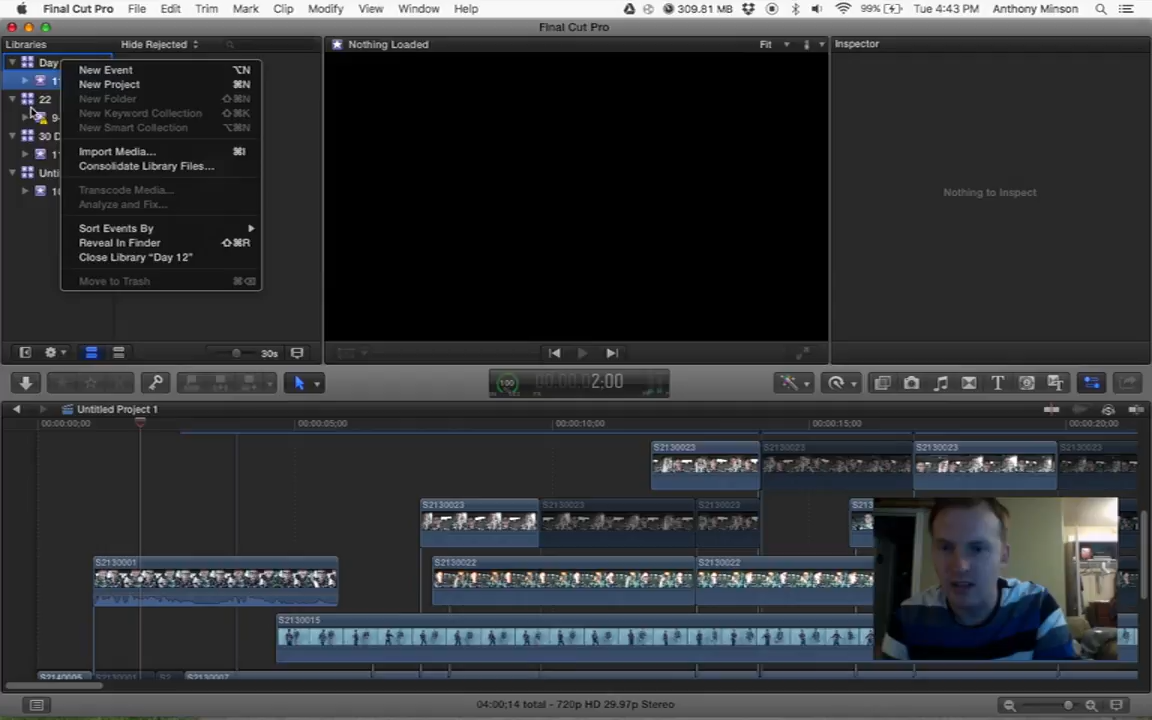 Final Cut Pro File Edit Trim Mark Clip Modify View Window Help 309.81 MB 99% Tue 4:43 PM Anthony Minson
Final Cut Pro
Libraries Hide Rejected Nothing Loaded Fit Inspector
Day
New Event ⌥N
New Project ⌘N
22
New Folder ⇧⌘N
New Keyword Collection ⇧⌘K
New Smart Collection ⌥⌘N
30 D
Import Media... ⌘I
Consolidate Library Files...
Transcode Media...
Analyze and Fix...
Sort Events By
Reveal In Finder ⇧⌘R
Close Library “Day 12”
Move to Trash ⌘⌫
Nothing to Inspect
30s
100 2:00
Untitled Project 1
00:00:00;00 00:00:05;00 00:00:10;00 00:00:15;00 00:00:20;00
S2130023 S2130023 S2130023 S2130023
S2130023 S2130023 S2130023
S2130001 S2130022 S2130022
S2130015
S2140005 S2130001 S2 S2130007
04:00;14 total - 720p HD 29.97p Stereo